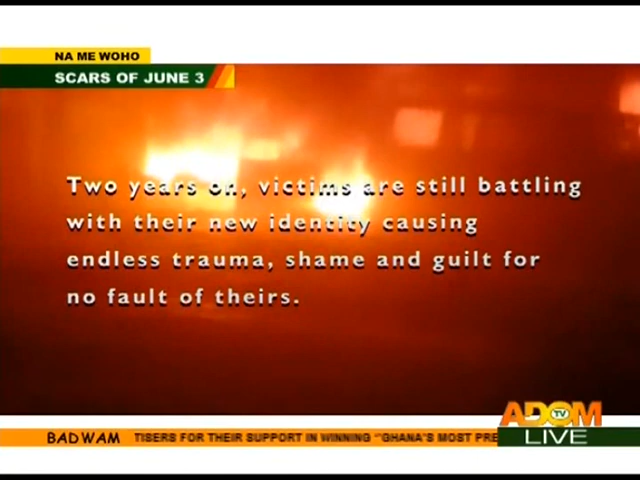 NA ME WOHO
SCARS OF JUNE 3
Two years on, victims are still battling
with their new identity causing
endless trauma, shame and guilt for
no fault of theirs.
ADOM
TV
LIVE
BADWAM
TISERS FOR THEIR SUPPORT IN WINNING "GHANA"S MOST PRE